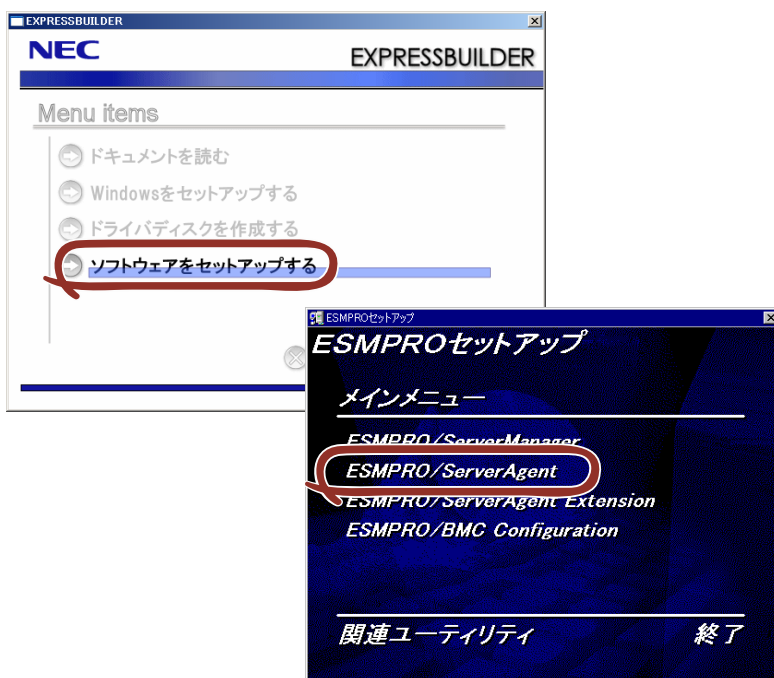 EXPRESSBUILDER
NEC
EXPRESSBUILDER
Menu items
ドキュメントを読む
Windowsをセットアップする
ドライバディスクを作成する
ソフトウェアをセットアップする
ESMPROセットアップ
ESMPROセットアップ
メインメニュー
ESMPRO/ServerManager
ESMPRO/ServerAgent
ESMPRO/ServerAgent Extension
ESMPRO/BMC Configuration
関連ユーティリティ
終了